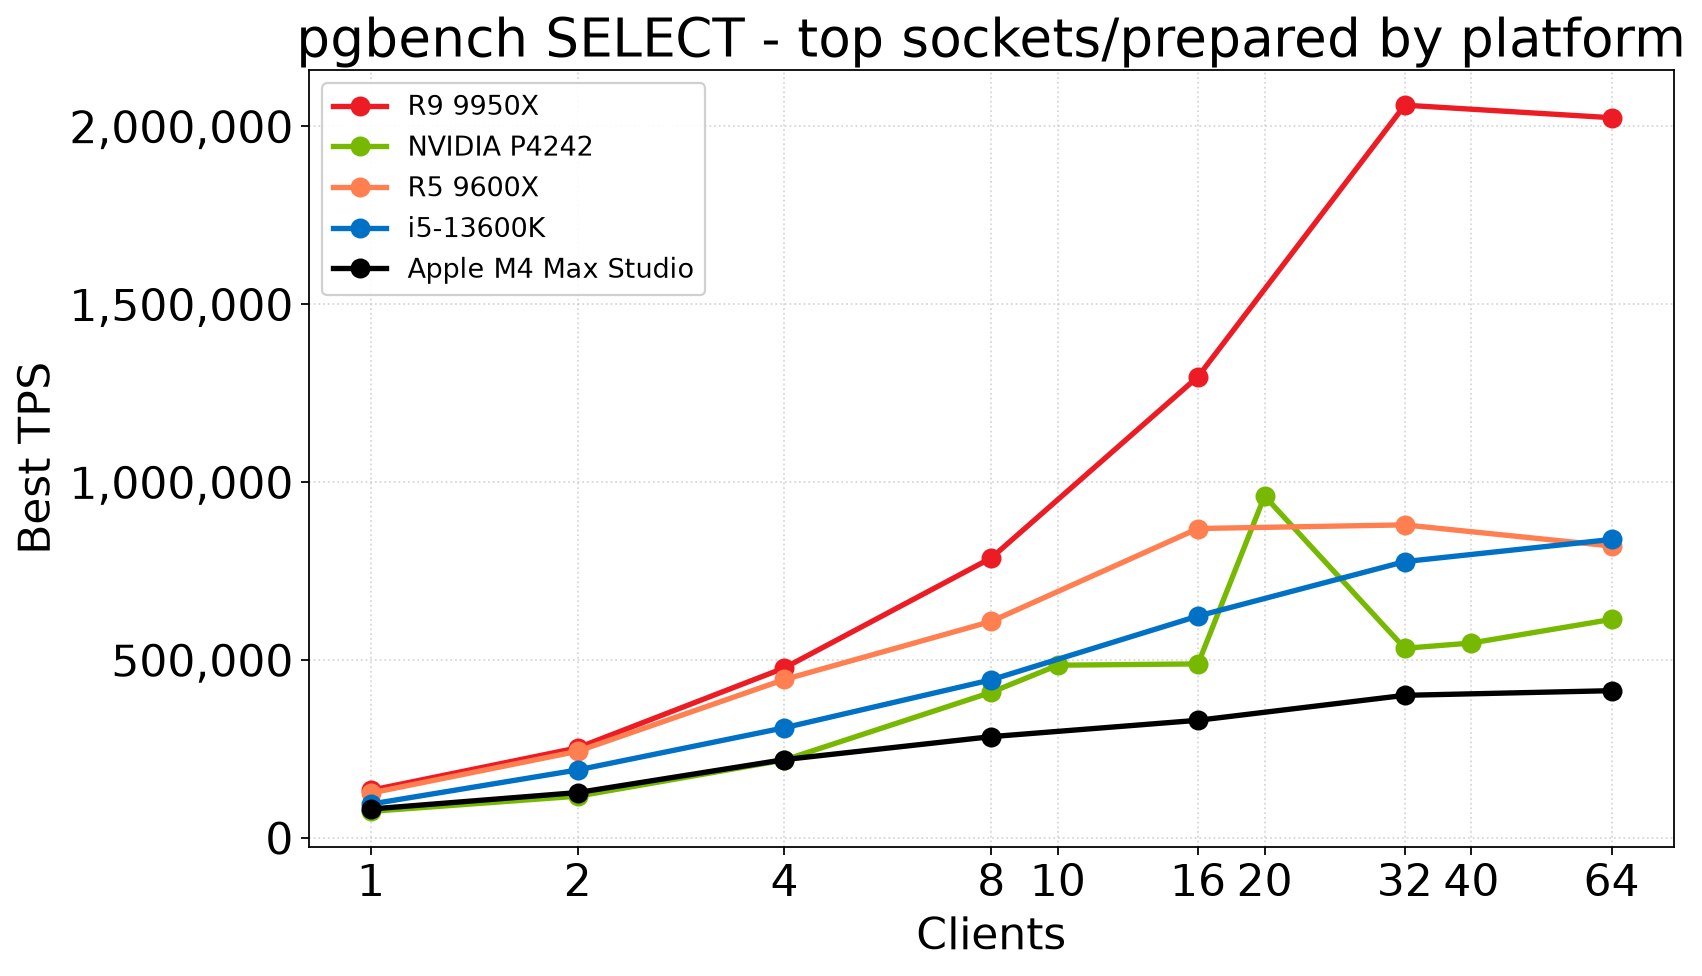 pgbench SELECT - top sockets/prepared by platform
R9 9950X
NVIDIA P4242
R5 9600X
i5-13600K
Apple M4 Max Studio
Best TPS
2,000,000
1,500,000
1,000,000
500,000
0
1 2 4 8 10 16 20 32 40 64
Clients